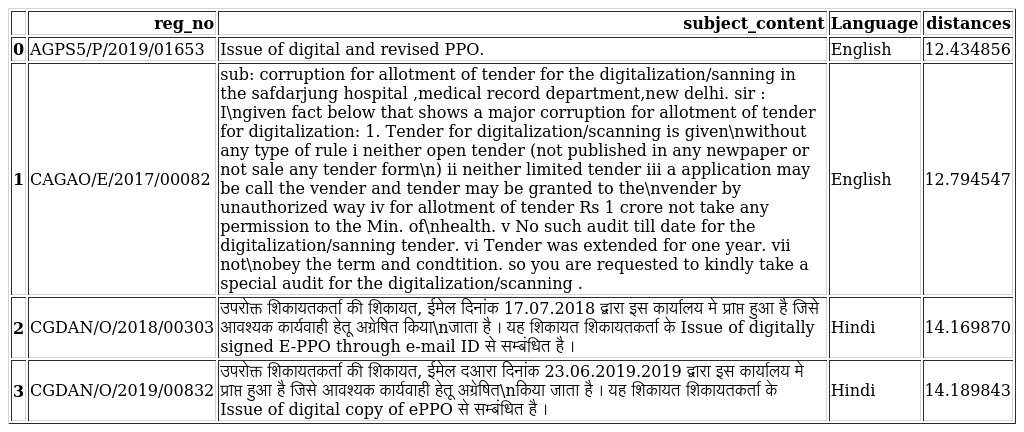 reg_no subject_content Language distances
0 AGPS5/P/2019/01653 Issue of digital and revised PPO. English 12.434856
sub: corruption for allotment of tender for the digitalization/sanning in
the safdarjung hospital ,medical record department,new delhi. sir :
I\ngiven fact below that shows a major corruption for allotment of tender
for digitalization: 1. Tender for digitalization/scanning is given\nwithout
any type of rule i neither open tender (not published in any newpaper or
not sale any tender form\n) ii neither limited tender iii a application may
1 CAGAO/E/2017/00082 be call the vender and tender may be granted to the\nvender by English 12.794547
unauthorized way iv for allotment of tender Rs 1 crore not take any
permission to the Min. of\nhealth. v No such audit till date for the
digitalization/sanning tender. vi Tender was extended for one year. vii
not\nobey the term and condtition. so you are requested to kindly take a
special audit for the digitalization/scanning .
उपरोक्त शिकायतकर्ता की शिकायत, ईमेल दिनांक 17.07.2018 द्वारा इस कार्यालय मे प्राप्त हुआ है जिसे
2 CGDAN/O/2018/00303 आवश्यक कार्यवाही हेतू अग्रेषित किया\nजाता है । यह शिकायत शिकायतकर्ता के Issue of digitally Hindi 14.169870
signed E-PPO through e-mail ID से सम्बंधित है ।
उपरोक्त शिकायतकर्ता की शिकायत, ईमेल दआरा दिनांक 23.06.2019.2019 द्वारा इस कार्यालय मे
3 CGDAN/O/2019/00832 प्राप्त हुआ है जिसे आवश्यक कार्यवाही हेतू अग्रेषित\nकिया जाता है । यह शिकायत शिकायतकर्ता के Hindi 14.189843
Issue of digital copy of ePPO से सम्बंधित है ।